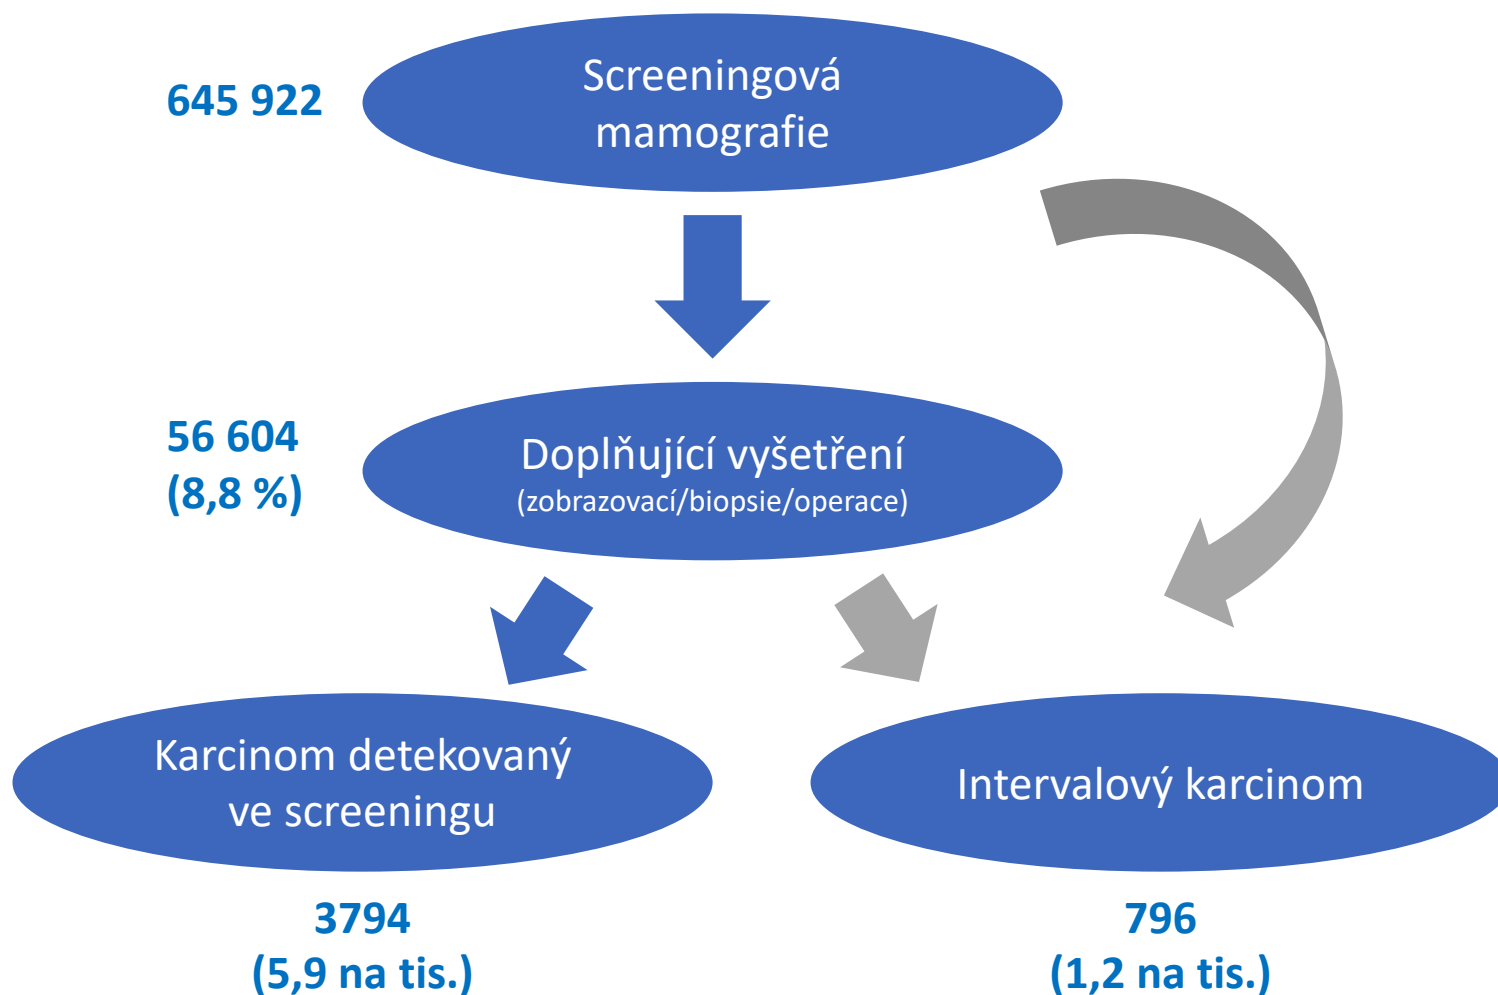 645 922
Screeningová
mamografie
56 604
(8,8 %)
Doplňující vyšetření
(zobrazovací/biopsie/operace)
Karcinom detekovaný
ve screeningu
Intervalový karcinom
3794
(5,9 na tis.)
796
(1,2 na tis.)